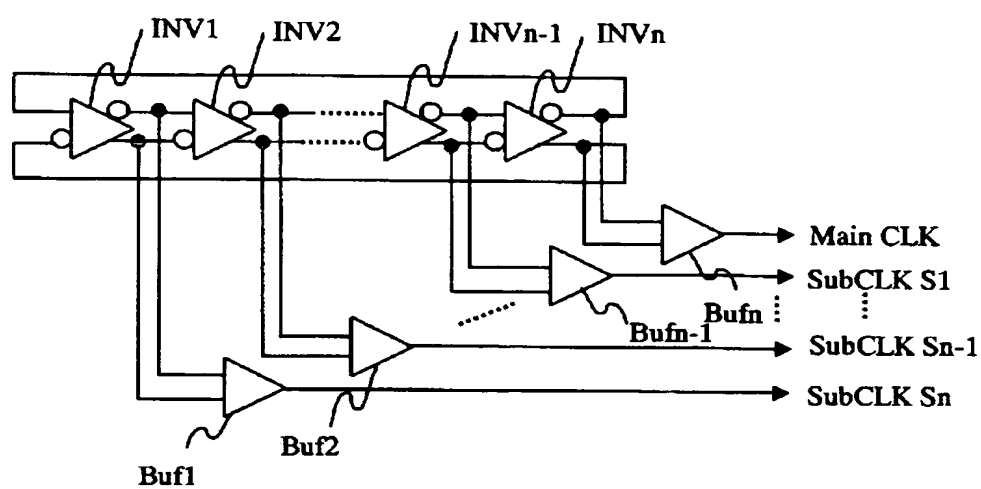 INV1
INV2
INVn-1
INVn
Main CLK
SubCLK S1
Bufn
Bufn-1
SubCLK Sn-1
SubCLK Sn
Buf2
Buf1